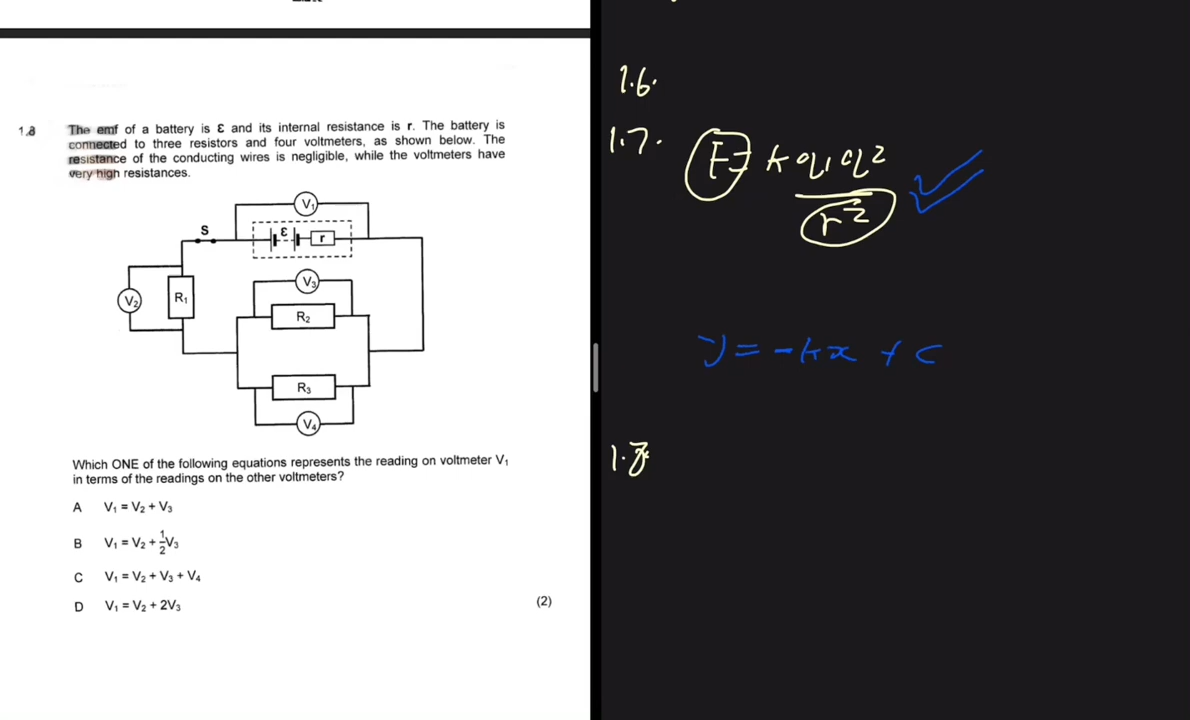 1.8 The emf of a battery is ε and its internal resistance is r. The battery is
connected to three resistors and four voltmeters, as shown below. The
resistance of the conducting wires is negligible, while the voltmeters have
very high resistances.
V₁
S
ε
r
V₃
V₂
R₁
R₂
R₃
V₄
Which ONE of the following equations represents the reading on voltmeter V₁
in terms of the readings on the other voltmeters?
A V₁ = V₂ + V₃
B V₁ = V₂ + ½V₃
C V₁ = V₂ + V₃ + V₄
D V₁ = V₂ + 2V₃
(2)
1.6.
1.7. F= kq₁q₂
r²
y = -kx + c
1.8